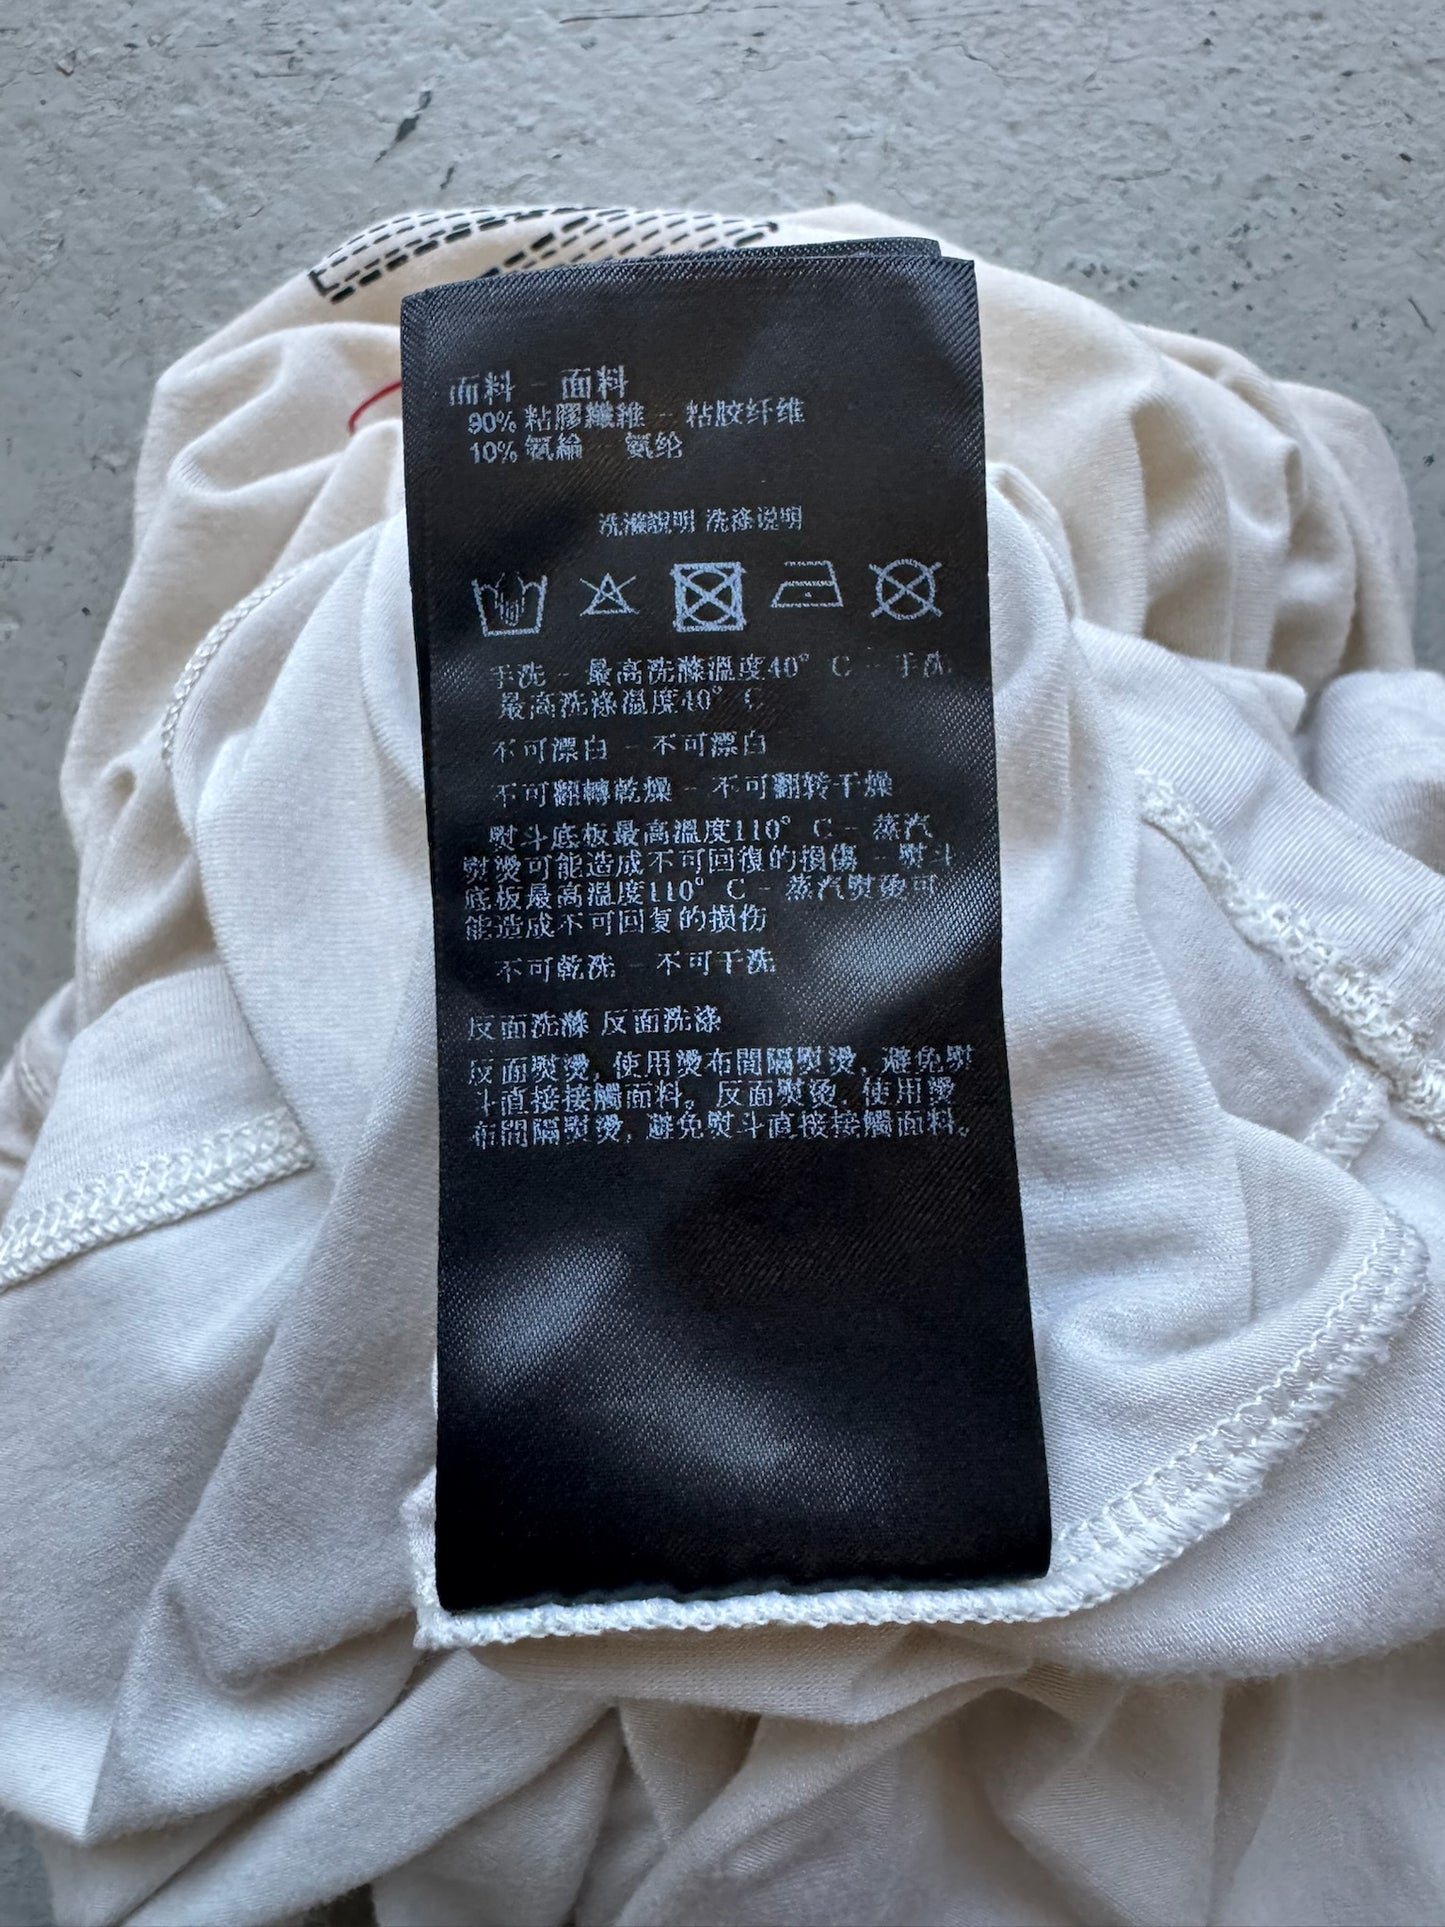 面料 - 面料
90% 粘膠纖維 - 粘胶纤维
10% 氨綸 - 氨纶
洗滌說明 洗涤说明
手洗 - 最高洗滌溫度40° C - 手洗
最高洗涤温度40° C
不可漂白 - 不可漂白
不可翻轉乾燥 - 不可翻转干燥
熨斗底板最高溫度110° C - 蒸汽
熨燙可能造成不可回復的損傷 - 熨斗
底板最高温度110° C - 蒸汽熨烫可
能造成不可回复的损伤
不可乾洗 - 不可干洗
反面洗滌 反面洗涤
反面熨燙, 使用燙布間隔熨燙, 避免熨
斗直接接觸面料。反面熨燙, 使用燙
布間隔熨燙, 避免熨斗直接接觸面料。